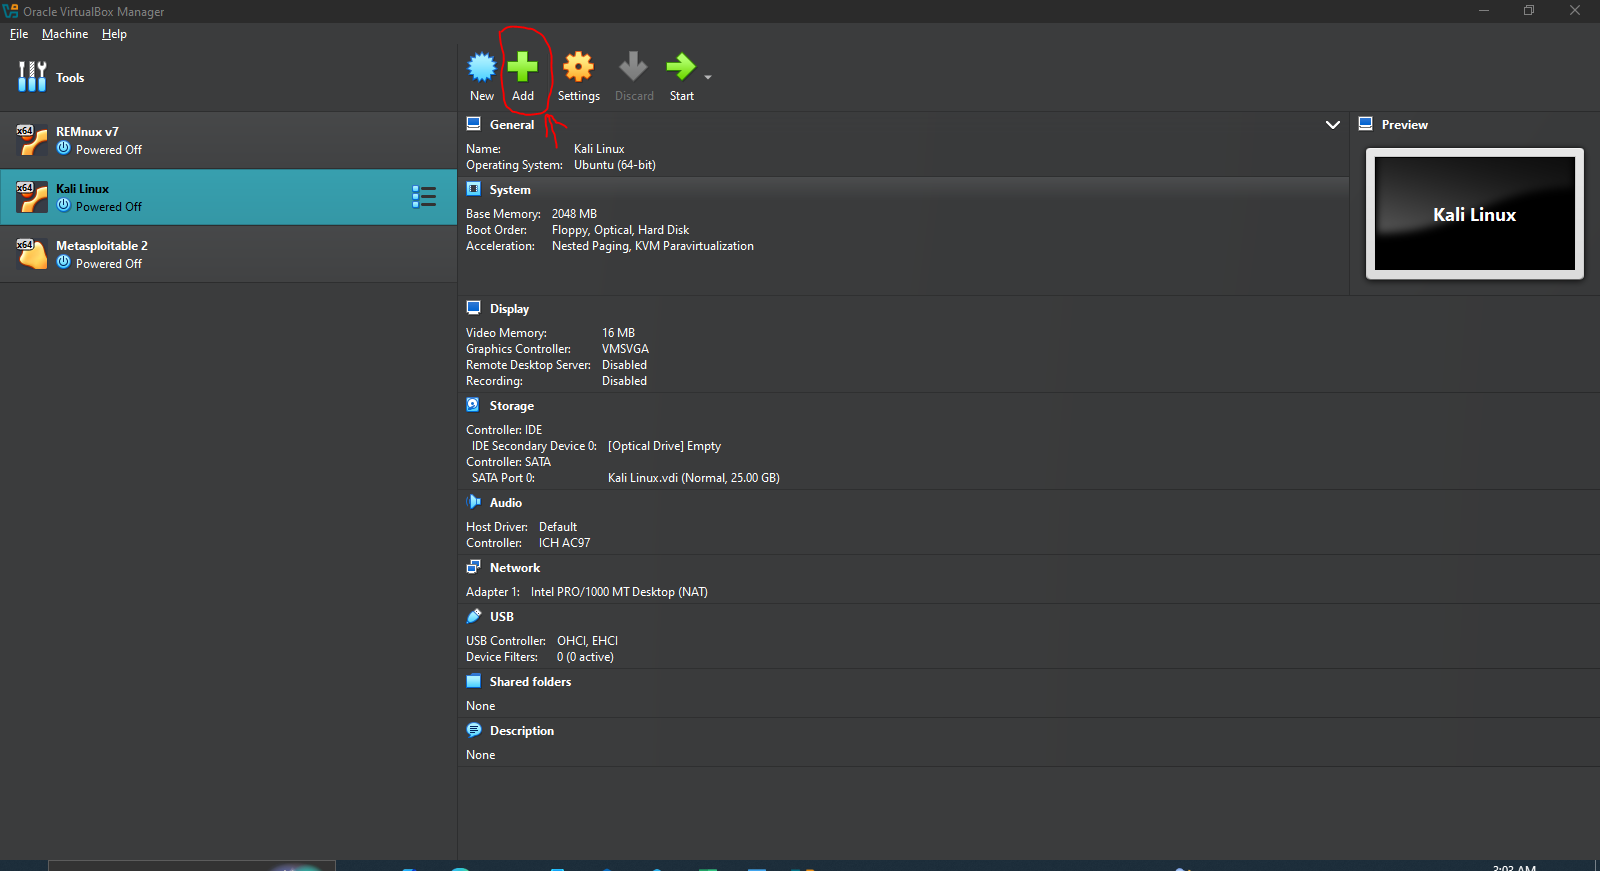 Oracle VirtualBox Manager
File Machine Help
Tools
New Add Settings Discard Start
x64 REMnux v7
Powered Off
x64 Kali Linux
Powered Off
x64 Metasploitable 2
Powered Off
General
Name: Kali Linux
Operating System: Ubuntu (64-bit)
System
Base Memory: 2048 MB
Boot Order: Floppy, Optical, Hard Disk
Acceleration: Nested Paging, KVM Paravirtualization
Preview
Kali Linux
Display
Video Memory: 16 MB
Graphics Controller: VMSVGA
Remote Desktop Server: Disabled
Recording: Disabled
Storage
Controller: IDE
IDE Secondary Device 0: [Optical Drive] Empty
Controller: SATA
SATA Port 0: Kali Linux.vdi (Normal, 25.00 GB)
Audio
Host Driver: Default
Controller: ICH AC97
Network
Adapter 1: Intel PRO/1000 MT Desktop (NAT)
USB
USB Controller: OHCI, EHCI
Device Filters: 0 (0 active)
Shared folders
None
Description
None